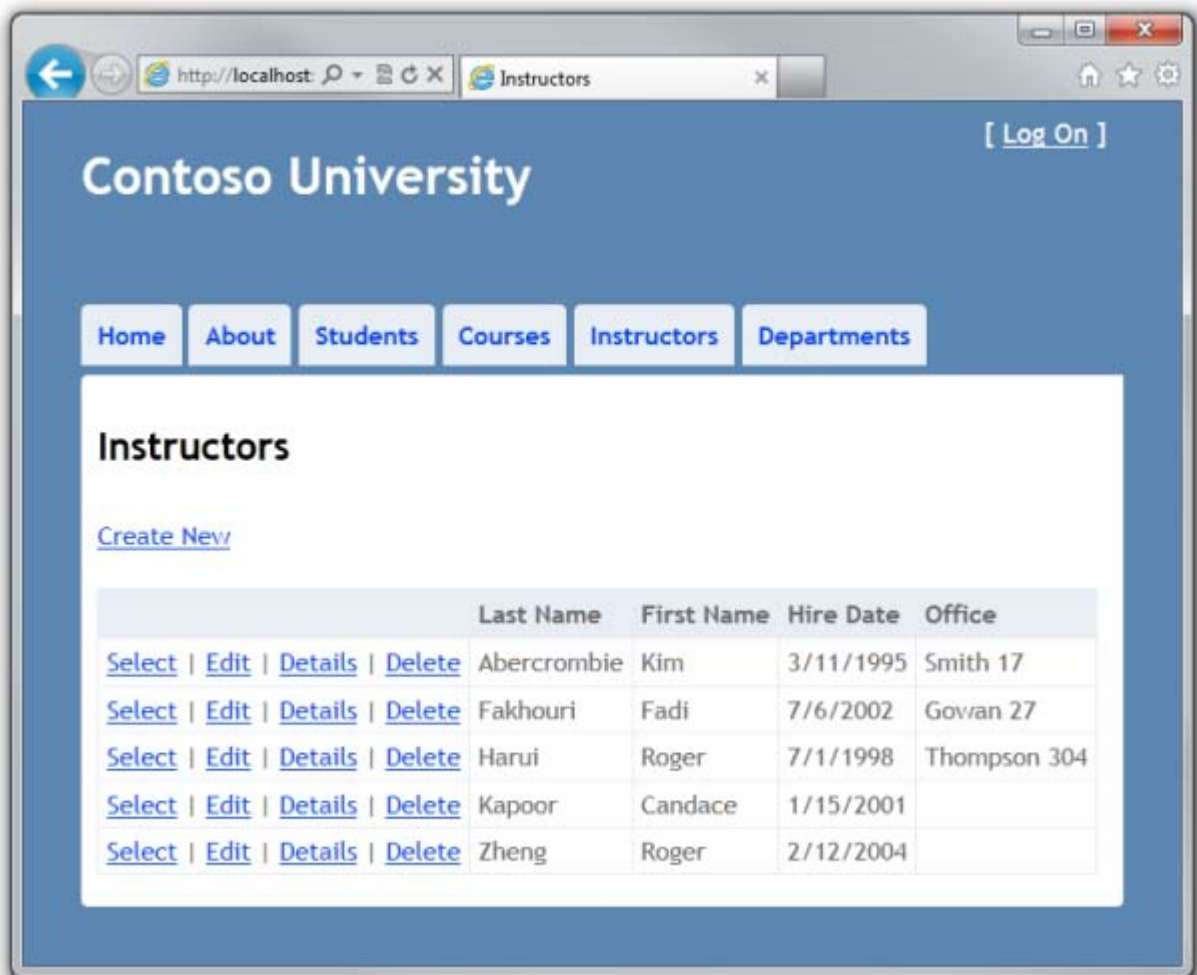 http://localhost: Instructors
[ Log On ]
Contoso University
Home About Students Courses Instructors Departments
Instructors
Create New
Last Name First Name Hire Date Office
Select | Edit | Details | Delete Abercrombie Kim 3/11/1995 Smith 17
Select | Edit | Details | Delete Fakhouri Fadi 7/6/2002 Gowan 27
Select | Edit | Details | Delete Harui Roger 7/1/1998 Thompson 304
Select | Edit | Details | Delete Kapoor Candace 1/15/2001
Select | Edit | Details | Delete Zheng Roger 2/12/2004